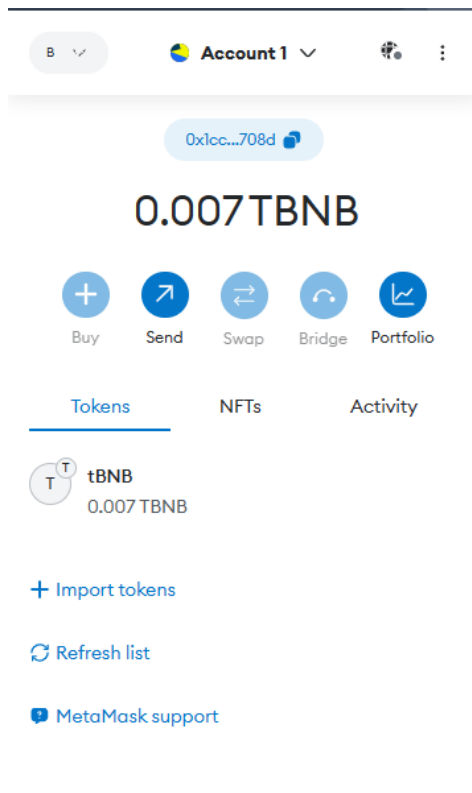 B
Account 1
0x1cc...708d
0.007 TBNB
Buy
Send
Swap
Bridge
Portfolio
Tokens
NFTs
Activity
T
T
tBNB
0.007 TBNB
Import tokens
Refresh list
MetaMask support